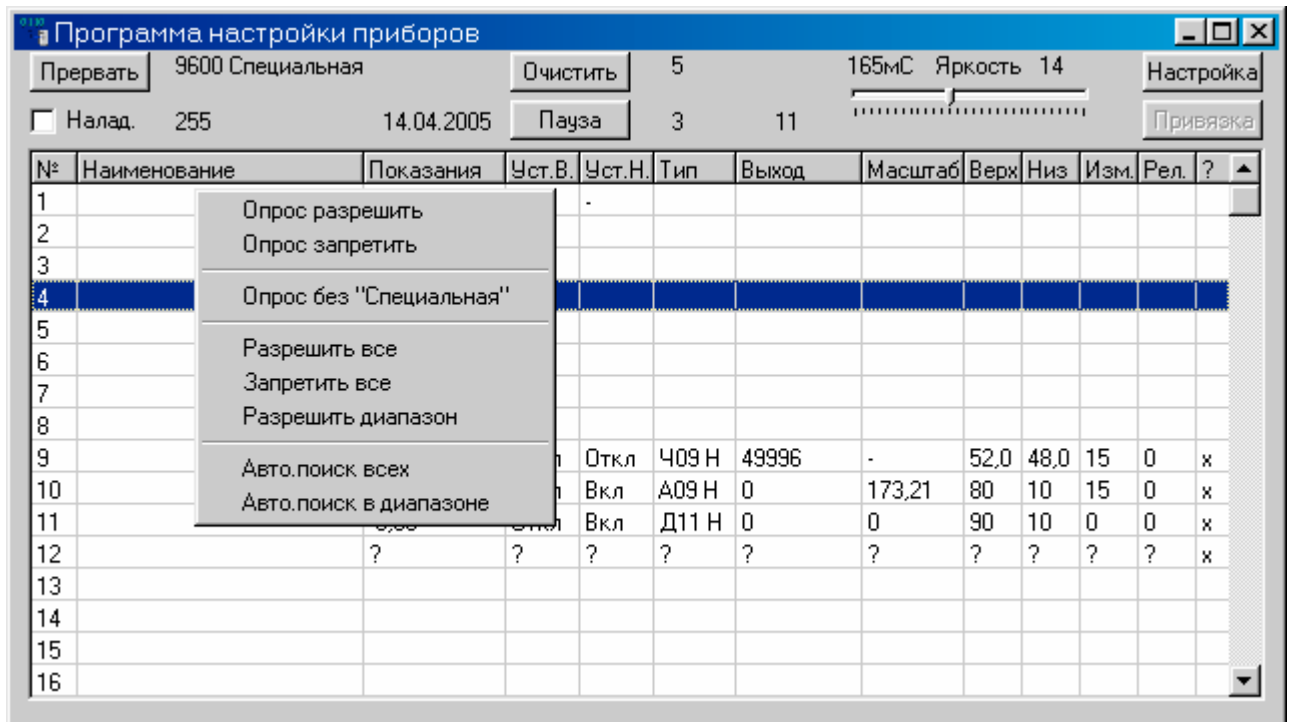 Программа настройки приборов
Прервать 9600 Специальная Очистить 5 165мС Яркость 14 Настройка
Налад. 255 14.04.2005 Пауза 3 11 Привязка
№ Наименование Показания Уст.В. Уст.Н. Тип Выход Масштаб Верх Низ Изм. Рел. ?
1 -
Опрос разрешить
2
Опрос запретить
3
4 Опрос без "Специальная"
5
Разрешить все
6
Запретить все
7
Разрешить диапазон
8
9 Откл Ч09 Н 49996 - 52,0 48,0 15 0 x
Авто.поиск всех
10 Вкл А09 Н 0 173,21 80 10 15 0 x
Авто.поиск в диапазоне
11 Вкл Д11 Н 0 0 90 10 0 0 x
12 ? ? ? ? ? ? ? ? ? ? x
13
14
15
16